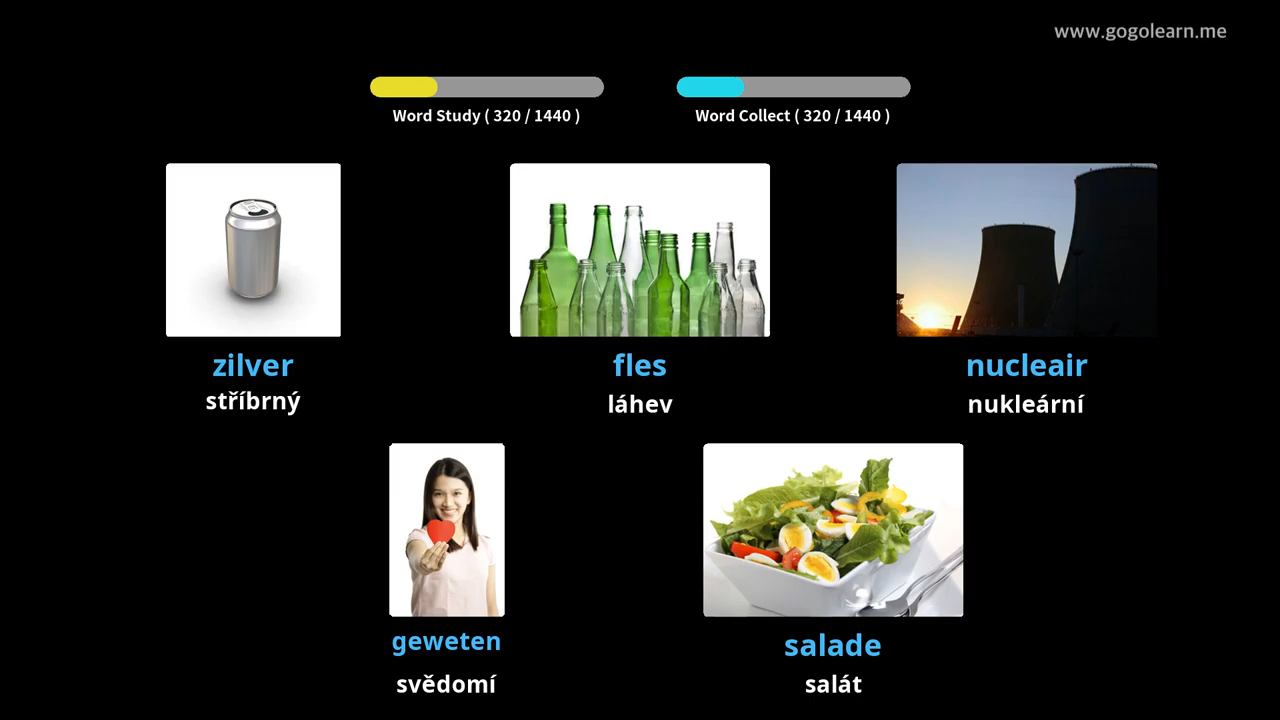 www.gogolearn.me
Word Study ( 320 / 1440 )
Word Collect ( 320 / 1440 )
zilver
stříbrný
fles
láhev
nucleair
nukleární
geweten
svědomí
salade
salát